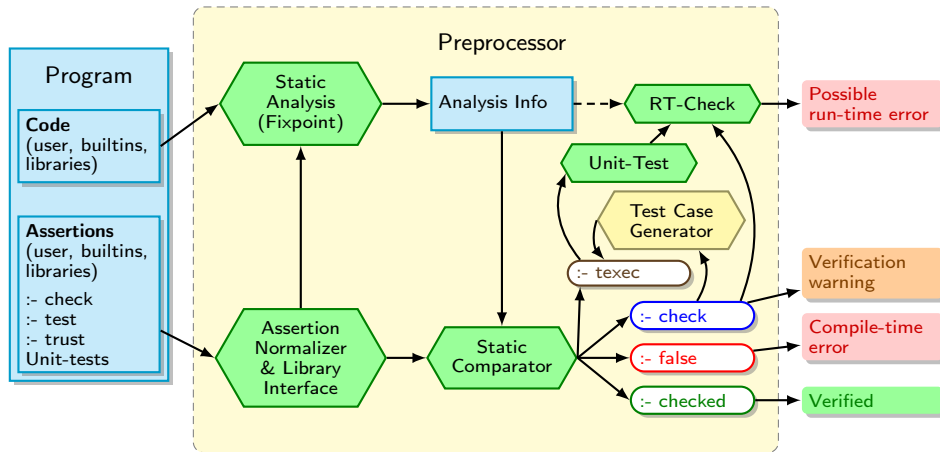 Preprocessor
Program
Code
(user, builtins,
libraries)
Assertions
(user, builtins,
libraries)
:- check
:- test
:- trust
Unit-tests
Static
Analysis
(Fixpoint)
Assertion
Normalizer
& Library
Interface
Analysis Info
Static
Comparator
RT-Check
Unit-Test
Test Case
Generator
:- texec
:- check
:- false
:- checked
Possible
run-time error
Verification
warning
Compile-time
error
Verified